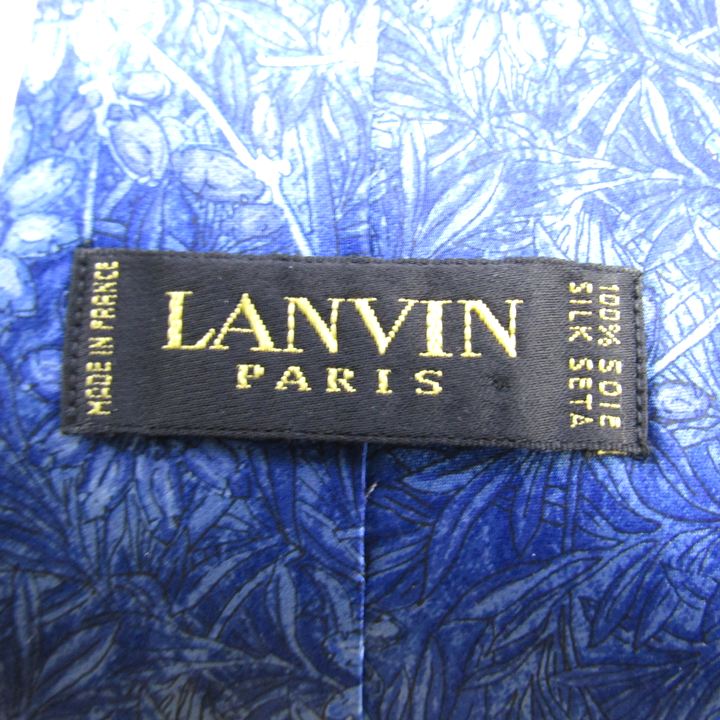 MADE IN FRANCE
LANVIN
PARIS
100% SOIE
SILK SETA